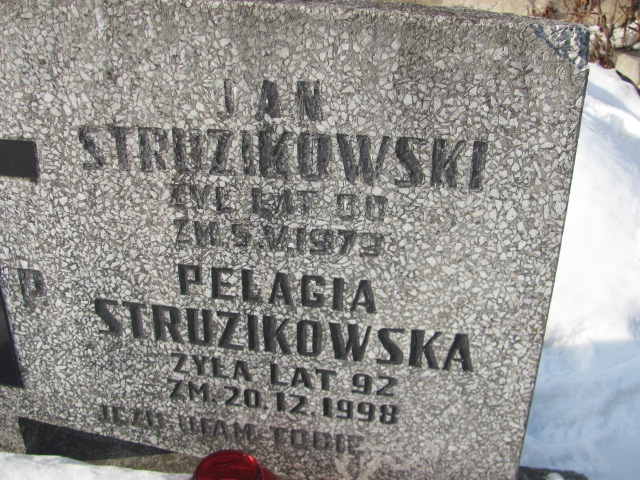 JAN
STRUZIKOWSKI
ŻYŁ LAT 90
ZM. 5.V.1973
P.
PELAGIA
STRUZIKOWSKA
ŻYŁA LAT 92
ZM. 20.12.1998
JEZU UFAM TOBIE